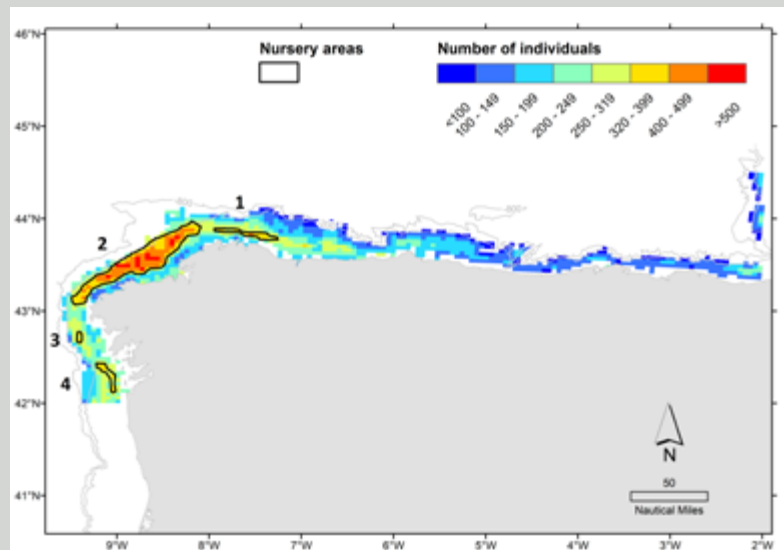 Nursery areas
Number of individuals
<100
100 - 149
150 - 199
200 - 249
250 - 319
320 - 399
400 - 499
>500
46°N
45°N
44°N
43°N
42°N
41°N
1
2
3
4
N
50
Nautical Miles
9°W
8°W
7°W
6°W
5°W
4°W
3°W
2°W